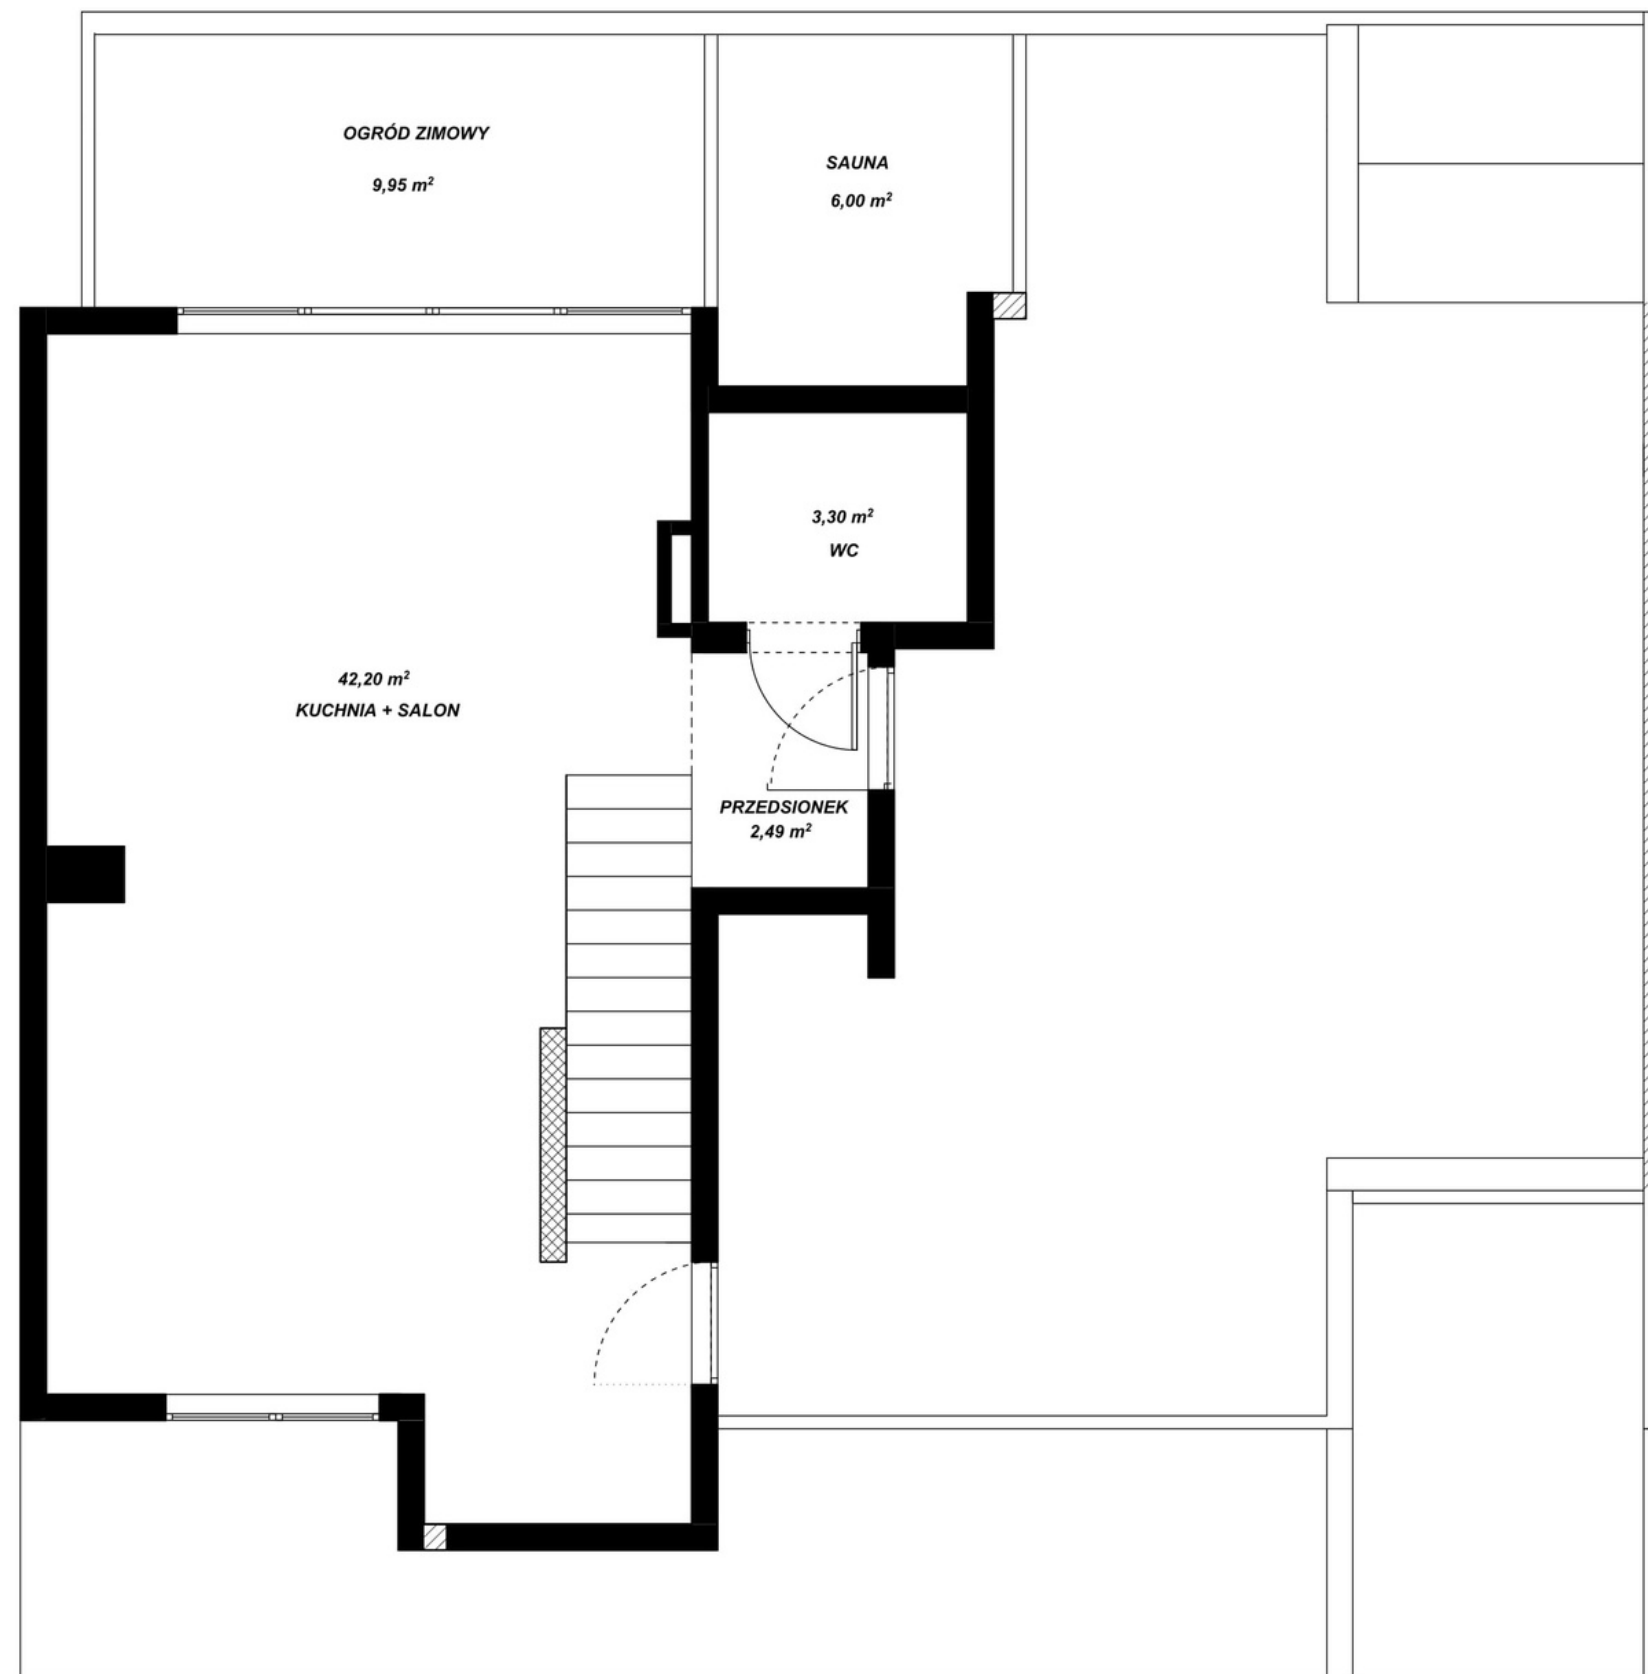 OGRÓD ZIMOWY
9,95 m²
SAUNA
6,00 m²
3,30 m²
WC
42,20 m²
KUCHNIA + SALON
PRZEDSIONEK
2,49 m²